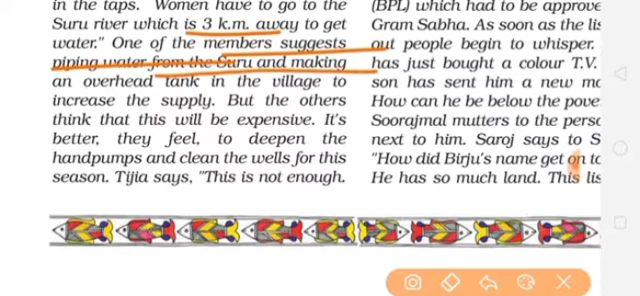 in the taps." Women have to go to the
Suru river which is 3 k.m. away to get
water." One of the members suggests
piping water from the Suru and making
an overhead tank in the village to
increase the supply. But the others
think that this will be expensive. It's
better, they feel, to deepen the
handpumps and clean the wells for this
season. Tijia says, "This is not enough.
(BPL) which had to be approve
Gram Sabha. As soon as the lis
out people begin to whisper.
has just bought a colour T.V.
son has sent him a new mo
How can he be below the pove
Soorajmal mutters to the perso
next to him. Saroj says to S
"How did Birju's name get on to
He has so much land. This lis